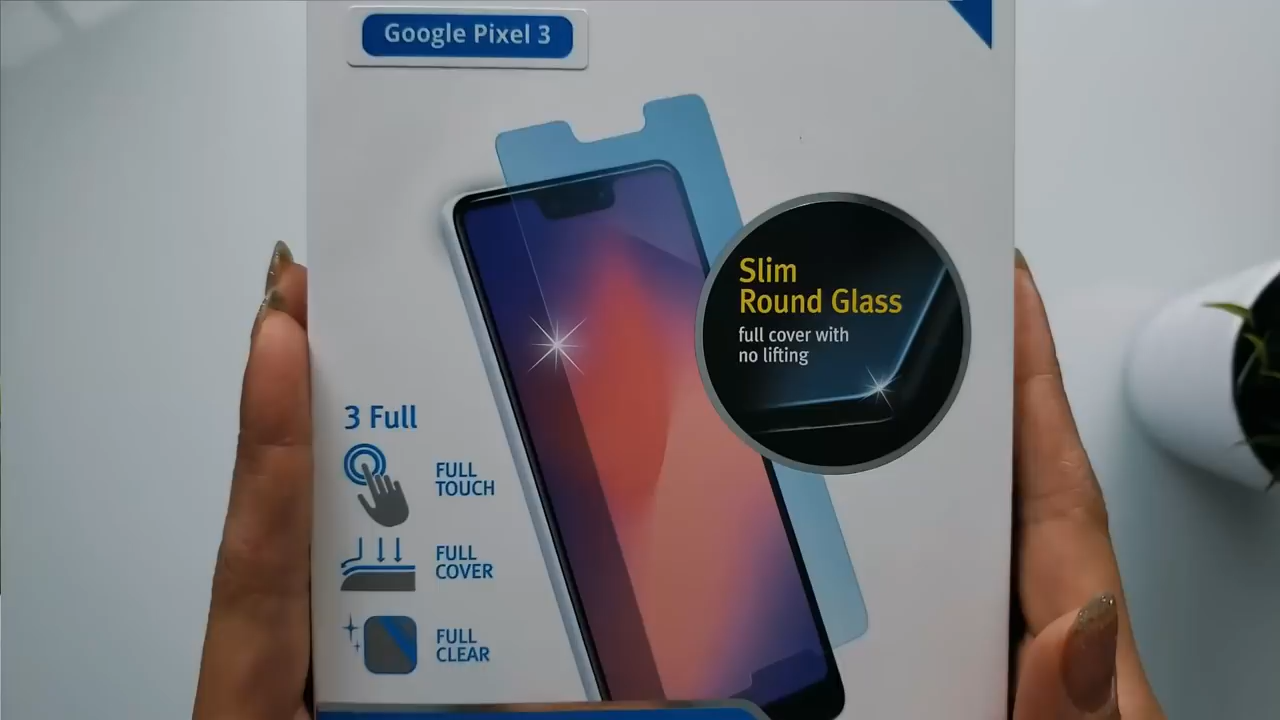 Google Pixel 3
Slim
Round Glass
full cover with
no lifting
3 Full
FULL
TOUCH
FULL
COVER
FULL
CLEAR